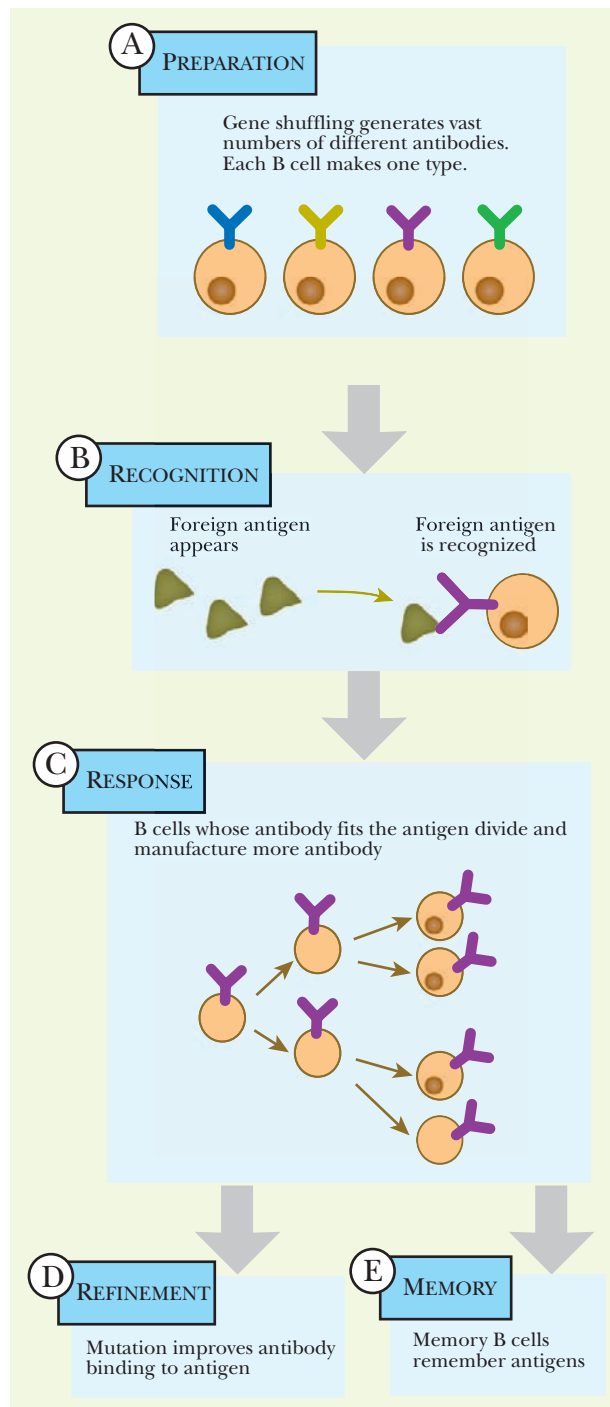 A
PREPARATION
Gene shuffling generates vast
numbers of different antibodies.
Each B cell makes one type.
B
RECOGNITION
Foreign antigen
appears
Foreign antigen
is recognized
C
RESPONSE
B cells whose antibody fits the antigen divide and
manufacture more antibody
D
REFINEMENT
Mutation improves antibody
binding to antigen
E
MEMORY
Memory B cells
remember antigens